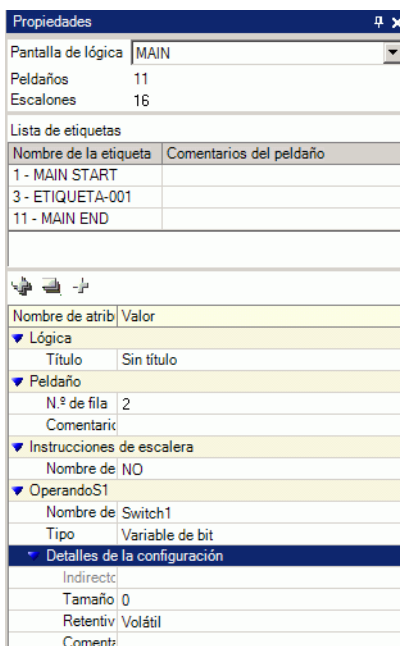 Propiedades
Pantalla de lógica MAIN
Peldaños 11
Escalones 16
Lista de etiquetas
Nombre de la etiqueta Comentarios del peldaño
1 - MAIN START
3 - ETIQUETA-001
11 - MAIN END
Nombre de atrib Valor
Lógica
Título Sin título
Peldaño
N.º de fila 2
Comentaric
Instrucciones de escalera
Nombre de NO
OperandoS1
Nombre de Switch1
Tipo Variable de bit
Detalles de la configuración
Indirectc
Tamaño 0
Retentiv Volátil
Comenta